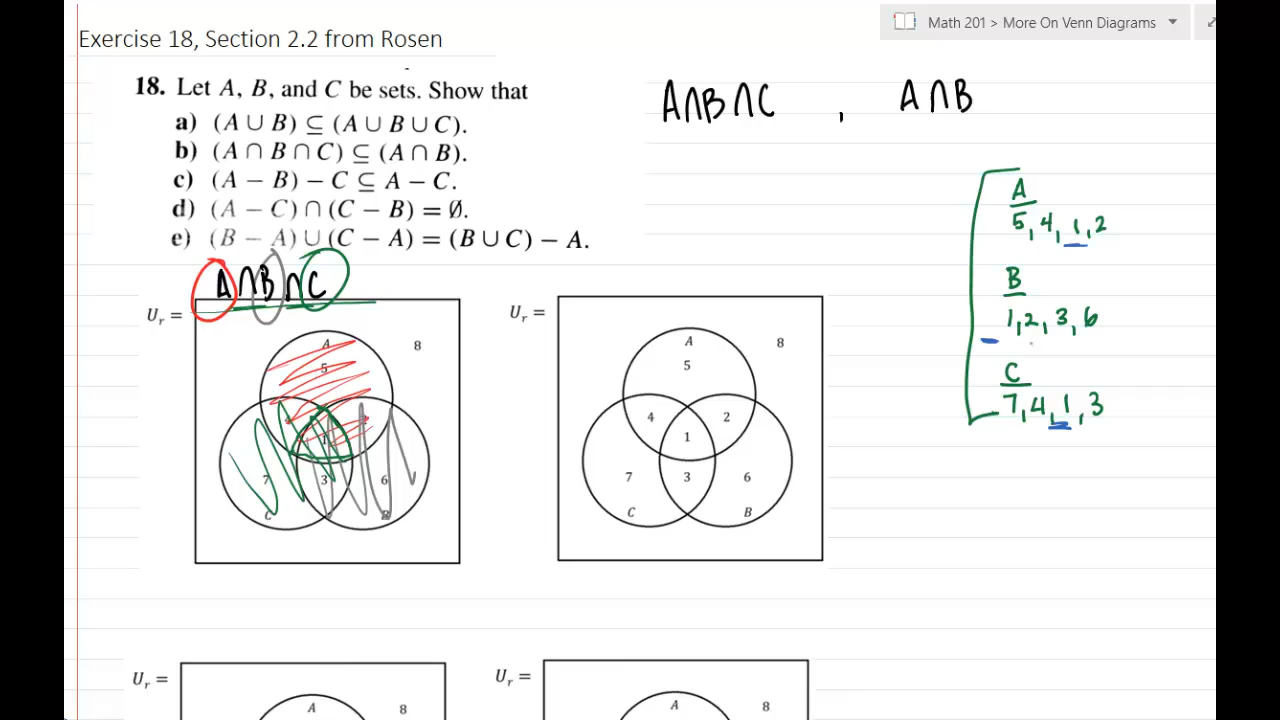 Math 201 > More On Venn Diagrams
Exercise 18, Section 2.2 from Rosen
18. Let A, B, and C be sets. Show that
a) (A ∪ B) ⊆ (A ∪ B ∪ C).
b) (A ∩ B ∩ C) ⊆ (A ∩ B).
c) (A − B) − C ⊆ A − C.
d) (A − C) ∩ (C − B) = ∅.
e) (B − A) ∪ (C − A) = (B ∪ C) − A.
A∩B∩C , A∩B
A
5, 4, 1, 2
B
1, 2, 3, 6
C
7, 4, 1, 3
A∩B∩C
U_r =
A
8
5
1
7
3
6
C
B
U_r =
A
8
5
4
2
1
7
3
6
C
B
U_r =
A
8
U_r =
A
8